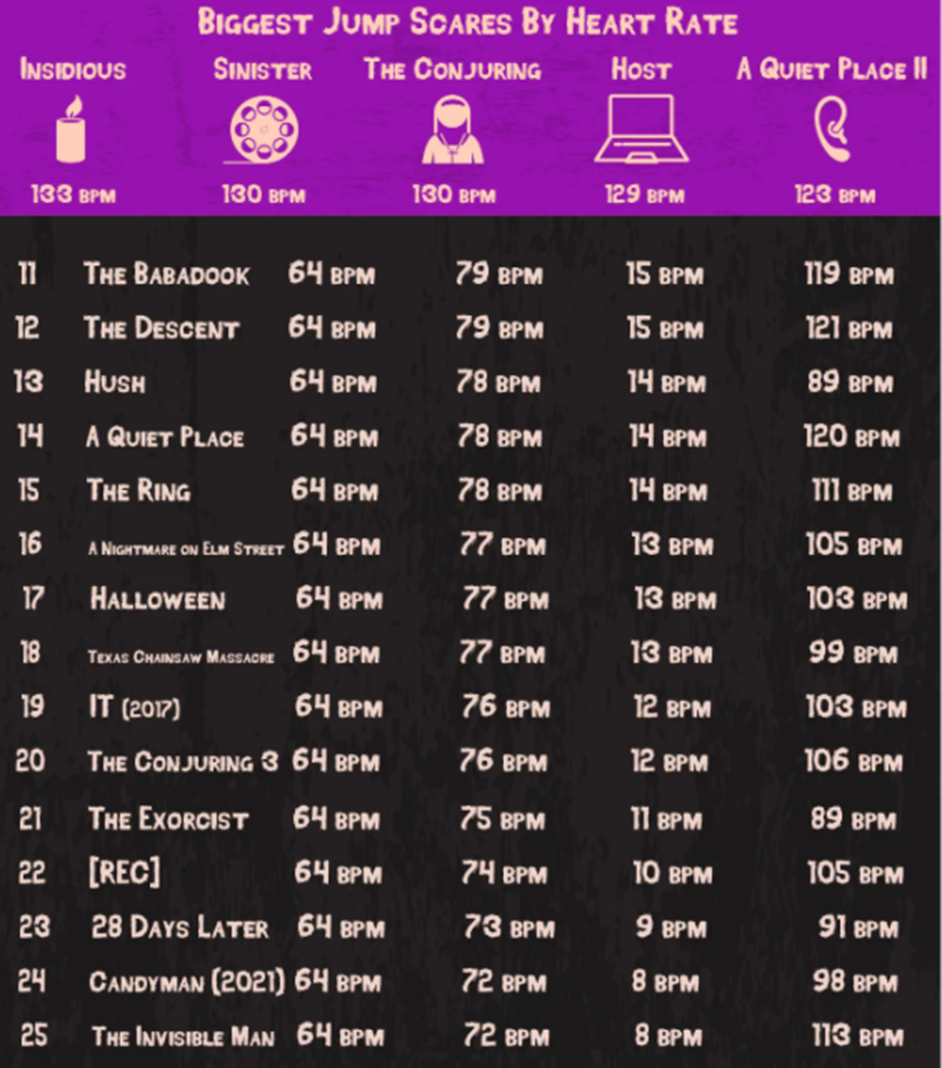 Biggest Jump Scares By Heart Rate
Insidious Sinister The Conjuring Host A Quiet Place II
133 BPM 130 BPM 130 BPM 129 BPM 123 BPM
11 The Babadook 64 BPM 79 BPM 15 BPM 119 BPM
12 The Descent 64 BPM 79 BPM 15 BPM 121 BPM
13 Hush 64 BPM 78 BPM 14 BPM 89 BPM
14 A Quiet Place 64 BPM 78 BPM 14 BPM 120 BPM
15 The Ring 64 BPM 78 BPM 14 BPM 111 BPM
16 A Nightmare on Elm Street 64 BPM 77 BPM 13 BPM 105 BPM
17 Halloween 64 BPM 77 BPM 13 BPM 103 BPM
18 Texas Chainsaw Massacre 64 BPM 77 BPM 13 BPM 99 BPM
19 IT (2017) 64 BPM 76 BPM 12 BPM 103 BPM
20 The Conjuring 3 64 BPM 76 BPM 12 BPM 106 BPM
21 The Exorcist 64 BPM 75 BPM 11 BPM 89 BPM
22 [REC] 64 BPM 74 BPM 10 BPM 105 BPM
23 28 Days Later 64 BPM 73 BPM 9 BPM 91 BPM
24 Candyman (2021) 64 BPM 72 BPM 8 BPM 98 BPM
25 The Invisible Man 64 BPM 72 BPM 8 BPM 113 BPM